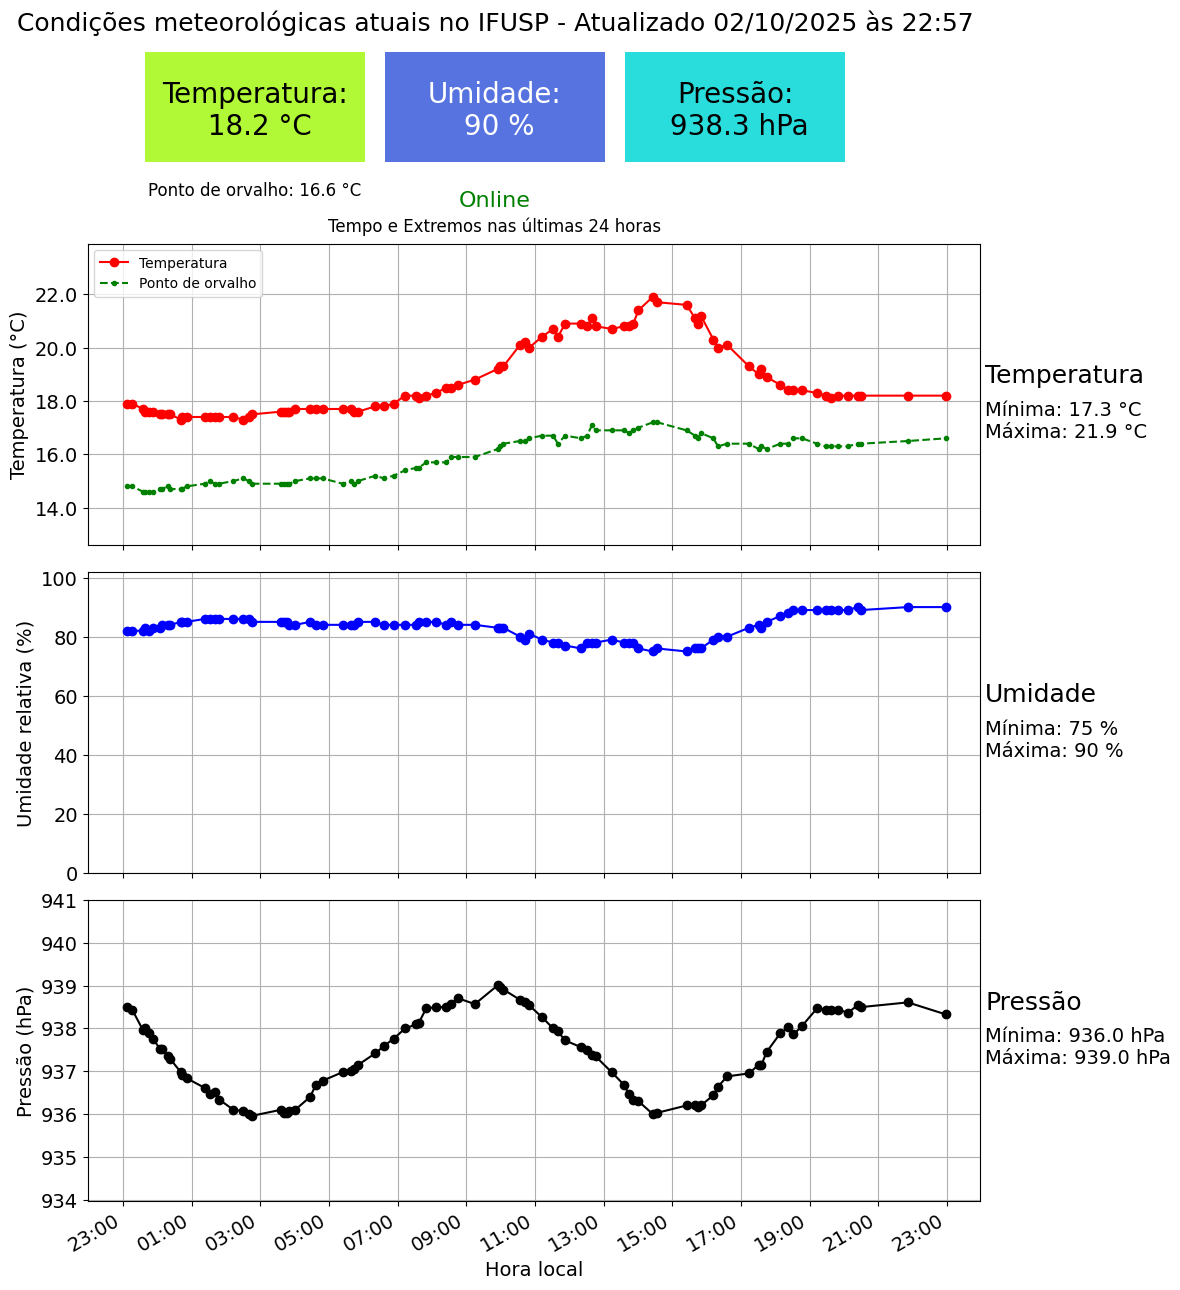 Condições meteorológicas atuais no IFUSP - Atualizado 02/10/2025 às 22:57
Temperatura:
18.2 °C
Umidade:
90 %
Pressão:
938.3 hPa
Ponto de orvalho: 16.6 °C
Online
Tempo e Extremos nas últimas 24 horas
Temperatura
Ponto de orvalho
Temperatura (°C)
22.0
20.0
18.0
16.0
14.0
Temperatura
Mínima: 17.3 °C
Máxima: 21.9 °C
Umidade relativa (%)
100
80
60
40
20
0
Umidade
Mínima: 75 %
Máxima: 90 %
Pressão (hPa)
941
940
939
938
937
936
935
934
Pressão
Mínima: 936.0 hPa
Máxima: 939.0 hPa
23:00 01:00 03:00 05:00 07:00 09:00 11:00 13:00 15:00 17:00 19:00 21:00 23:00
Hora local